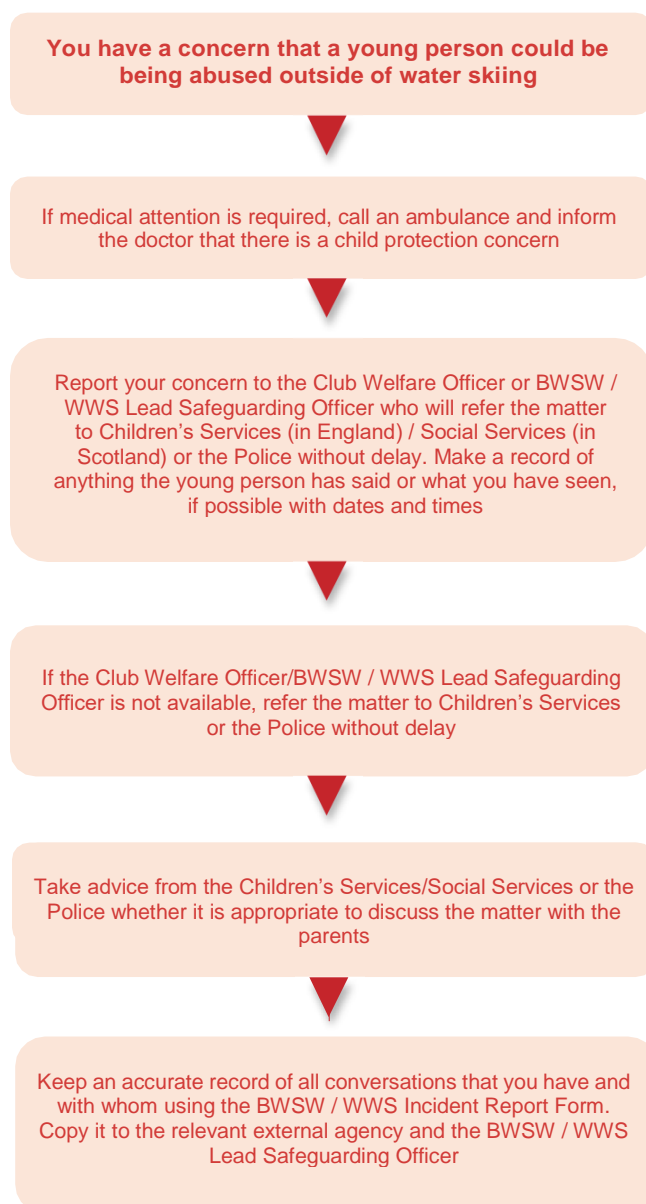 You have a concern that a young person could be
being abused outside of water skiing
If medical attention is required, call an ambulance and inform
the doctor that there is a child protection concern
Report your concern to the Club Welfare Officer or BWSW /
WWS Lead Safeguarding Officer who will refer the matter
to Children’s Services (in England) / Social Services (in
Scotland) or the Police without delay. Make a record of
anything the young person has said or what you have seen,
if possible with dates and times
If the Club Welfare Officer/BWSW / WWS Lead Safeguarding
Officer is not available, refer the matter to Children’s Services
or the Police without delay
Take advice from the Children’s Services/Social Services or the
Police whether it is appropriate to discuss the matter with the
parents
Keep an accurate record of all conversations that you have and
with whom using the BWSW / WWS Incident Report Form.
Copy it to the relevant external agency and the BWSW / WWS
Lead Safeguarding Officer